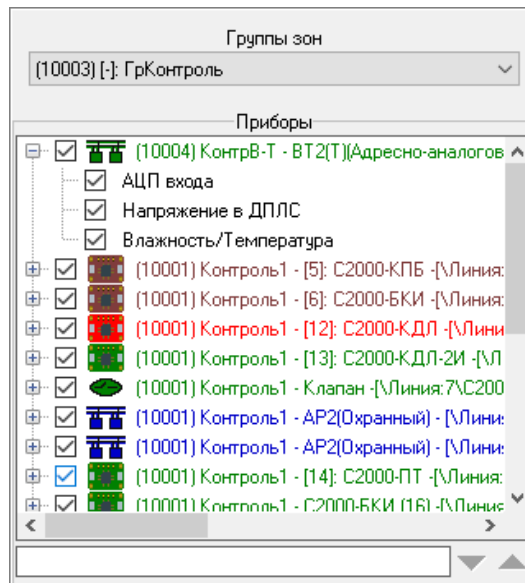 Группы зон
(10003) [-]: ГрКонтроль
Приборы
(10004) КонтрВ-Т - ВТ2(Т)(Адресно-аналогов
АЦП входа
Напряжение в ДПЛС
Влажность/Температура
(10001) Контроль1 - [5]: С2000-КПБ -[\Линия:
(10001) Контроль1 - [6]: С2000-БКИ -[\Линия:
(10001) Контроль1 - [12]: С2000-КДЛ -[\Лини
(10001) Контроль1 - [13]: С2000-КДЛ-2И -[\Л
(10001) Контроль1 - Клапан -[\Линия:7\С200
(10001) Контроль1 - АР2(Охранный) - [\Лини:
(10001) Контроль1 - АР2(Охранный) - [\Лини:
(10001) Контроль1 - [14]: С2000-ПТ -[\Линия:
(10001) Контроль1 - С2000-БКИ (16) -[\Линия: